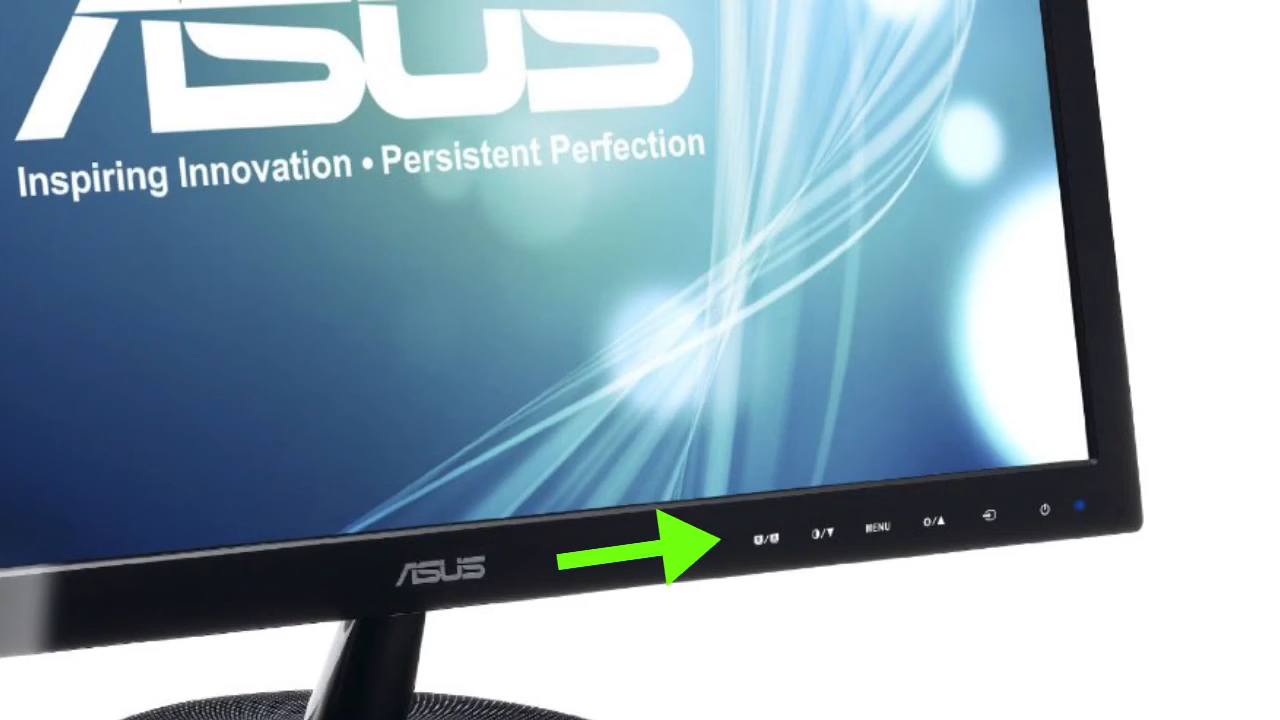 ASUS
Inspiring Innovation • Persistent Perfection
ASUS
MENU